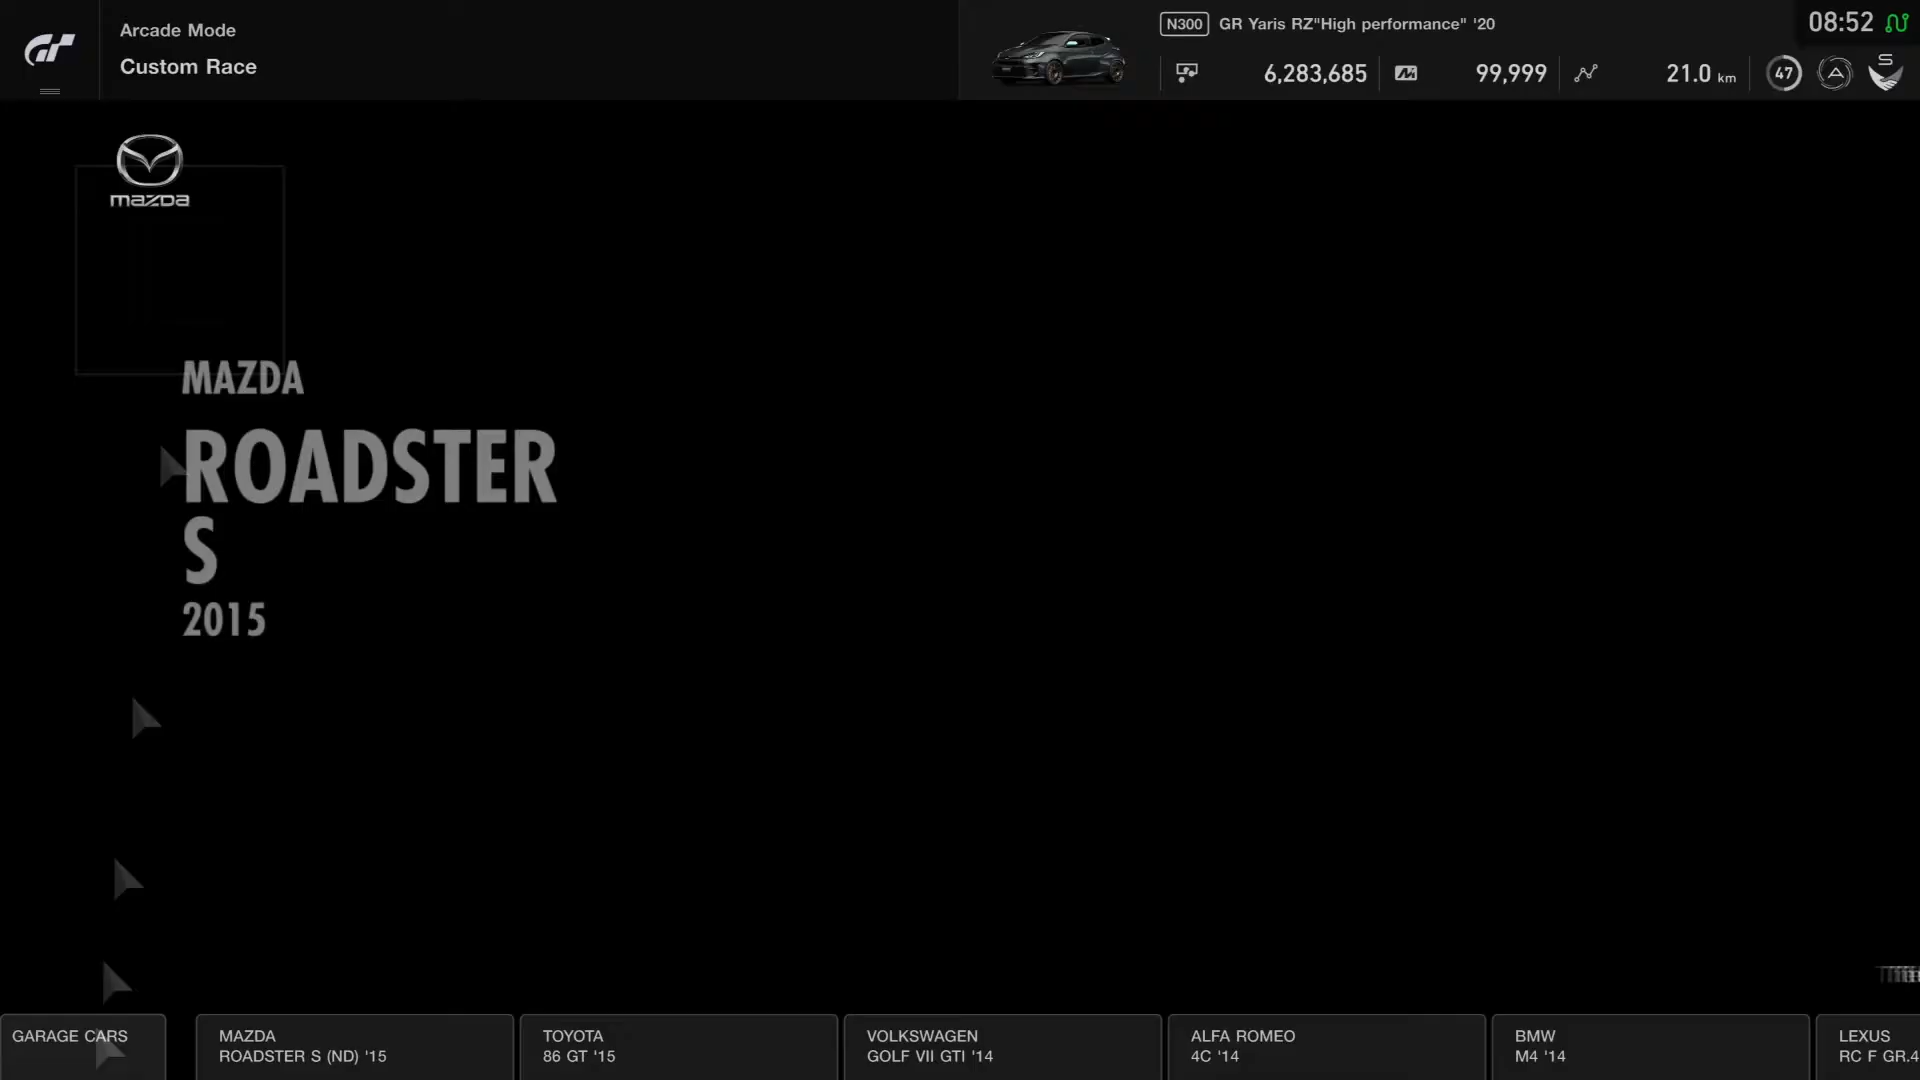 Arcade Mode
Custom Race
N300 GR Yaris RZ"High performance" '20
08:52
6,283,685
99,999
21.0 km
47
A
S
mazda
MAZDA
ROADSTER
S
2015
GARAGE CARS
MAZDA
ROADSTER S (ND) '15
TOYOTA
86 GT '15
VOLKSWAGEN
GOLF VII GTI '14
ALFA ROMEO
4C '14
BMW
M4 '14
LEXUS
RC F GR.4